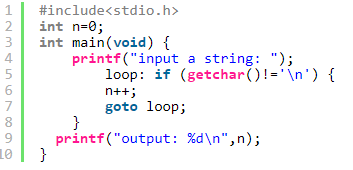 1 #include<stdio.h>
2 int n=0;
3 int main(void) {
4 printf("input a string: ");
5 loop: if (getchar()!='\n') {
6 n++;
7 goto loop;
8 }
9 printf("output: %d\n",n);
10 }